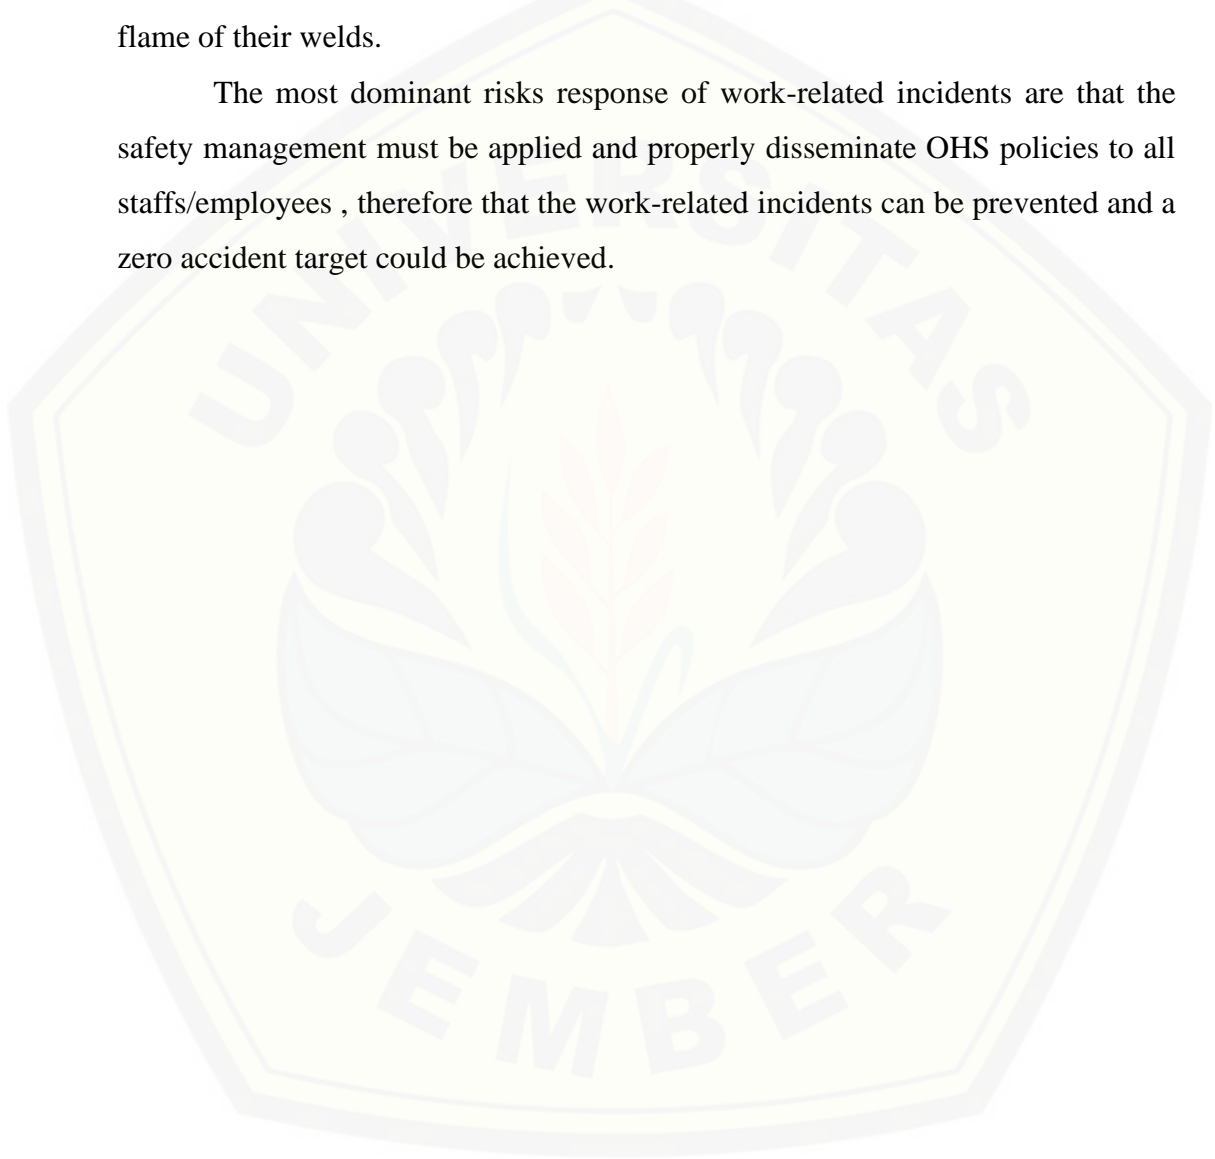 flame of their welds.
The most dominant risks response of work-related incidents are that the
safety management must be applied and properly disseminate OHS policies to all
staffs/employees , therefore that the work-related incidents can be prevented and a
zero accident target could be achieved.
UNIVERSITAS
JEMBER